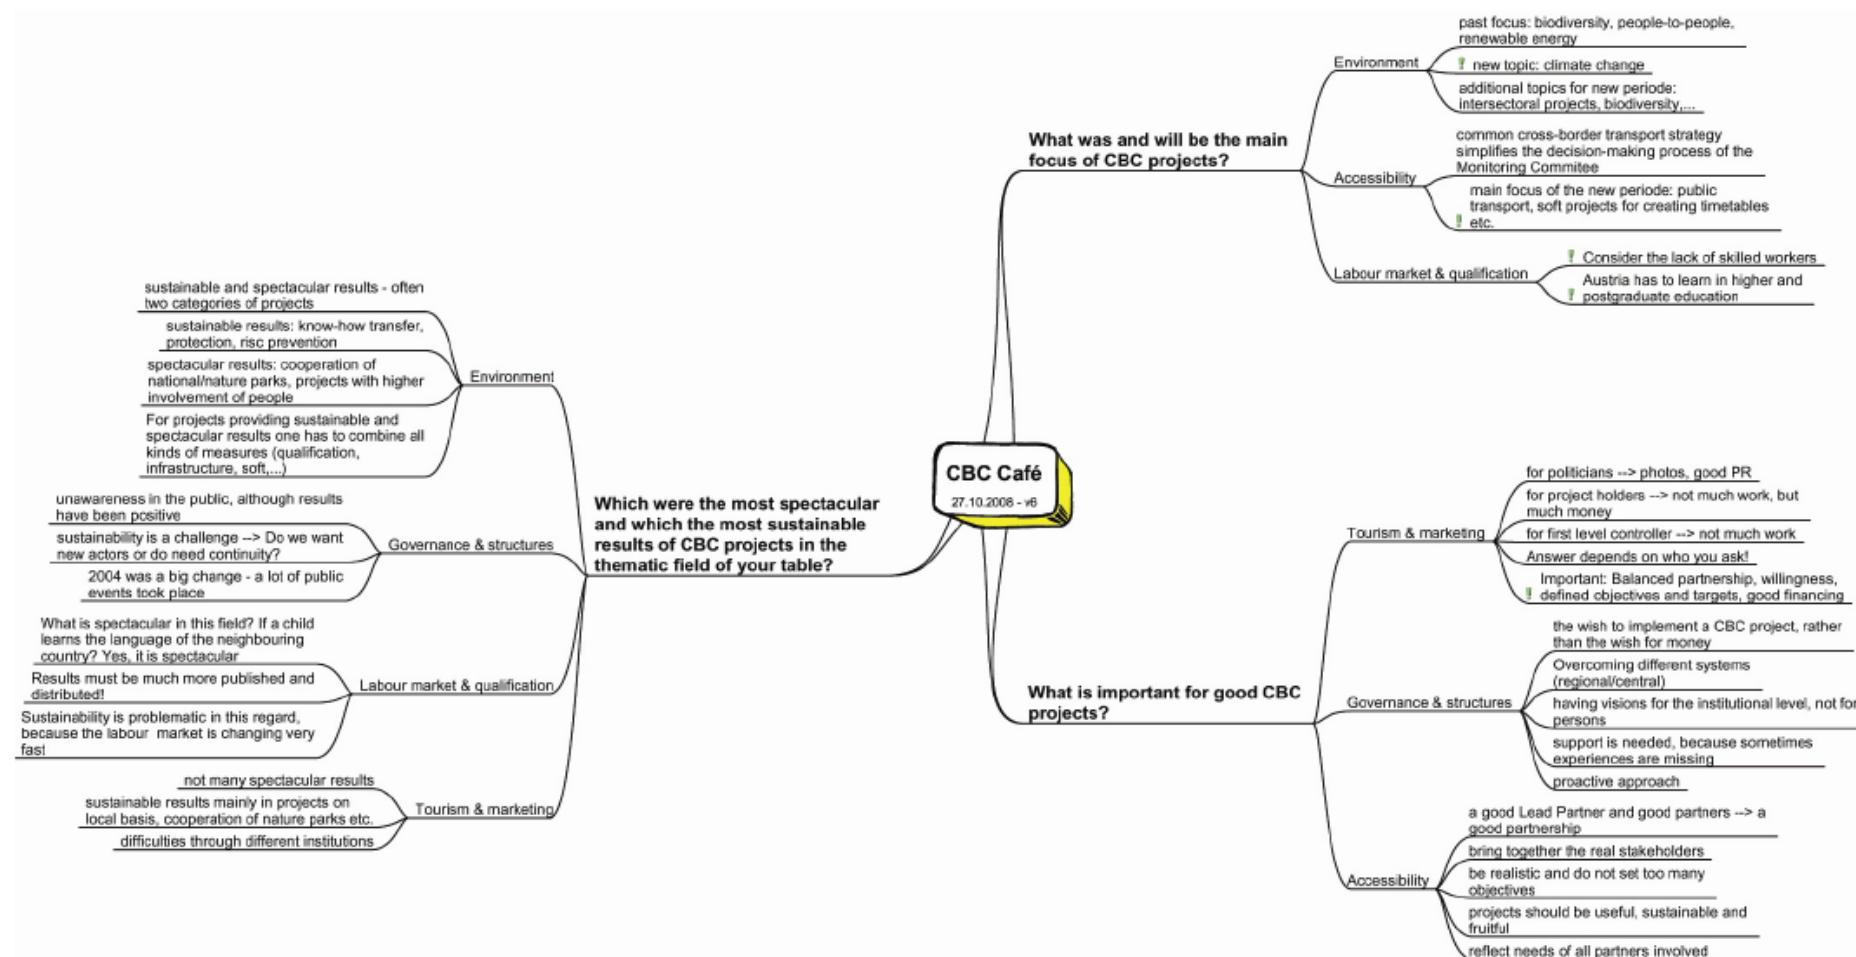 CBC Café
27.10.2008 - v6
What was and will be the main
focus of CBC projects?
Environment
past focus: biodiversity, people-to-people,
renewable energy
new topic: climate change
additional topics for new periode:
intersectoral projects, biodiversity,...
Accessibility
common cross-border transport strategy
simplifies the decision-making process of the
Monitoring Commitee
main focus of the new periode: public
transport, soft projects for creating timetables
etc.
Labour market & qualification
Consider the lack of skilled workers
Austria has to learn in higher and
postgraduate education
What is important for good CBC
projects?
Tourism & marketing
for politicians --> photos, good PR
for project holders --> not much work, but
much money
for first level controller --> not much work
Answer depends on who you ask!
Important: Balanced partnership, willingness,
defined objectives and targets, good financing
Governance & structures
the wish to implement a CBC project, rather
than the wish for money
Overcoming different systems
(regional/central)
having visions for the institutional level, not for
persons
support is needed, because sometimes
experiences are missing
proactive approach
Accessibility
a good Lead Partner and good partners --> a
good partnership
bring together the real stakeholders
be realistic and do not set too many
objectives
projects should be useful, sustainable and
fruitful
reflect needs of all partners involved
Which were the most spectacular
and which the most sustainable
results of CBC projects in the
thematic field of your table?
Environment
sustainable and spectacular results - often
two categories of projects
sustainable results: know-how transfer,
protection, risc prevention
spectacular results: cooperation of
national/nature parks, projects with higher
involvement of people
For projects providing sustainable and
spectacular results one has to combine all
kinds of measures (qualification,
infrastructure, soft,...)
Governance & structures
unawareness in the public, although results
have been positive
sustainability is a challenge --> Do we want
new actors or do need continuity?
2004 was a big change - a lot of public
events took place
Labour market & qualification
What is spectacular in this field? If a child
learns the language of the neighbouring
country? Yes, it is spectacular
Results must be much more published and
distributed!
Sustainability is problematic in this regard,
because the labour market is changing very
fast
Tourism & marketing
not many spectacular results
sustainable results mainly in projects on
local basis, cooperation of nature parks etc.
difficulties through different institutions